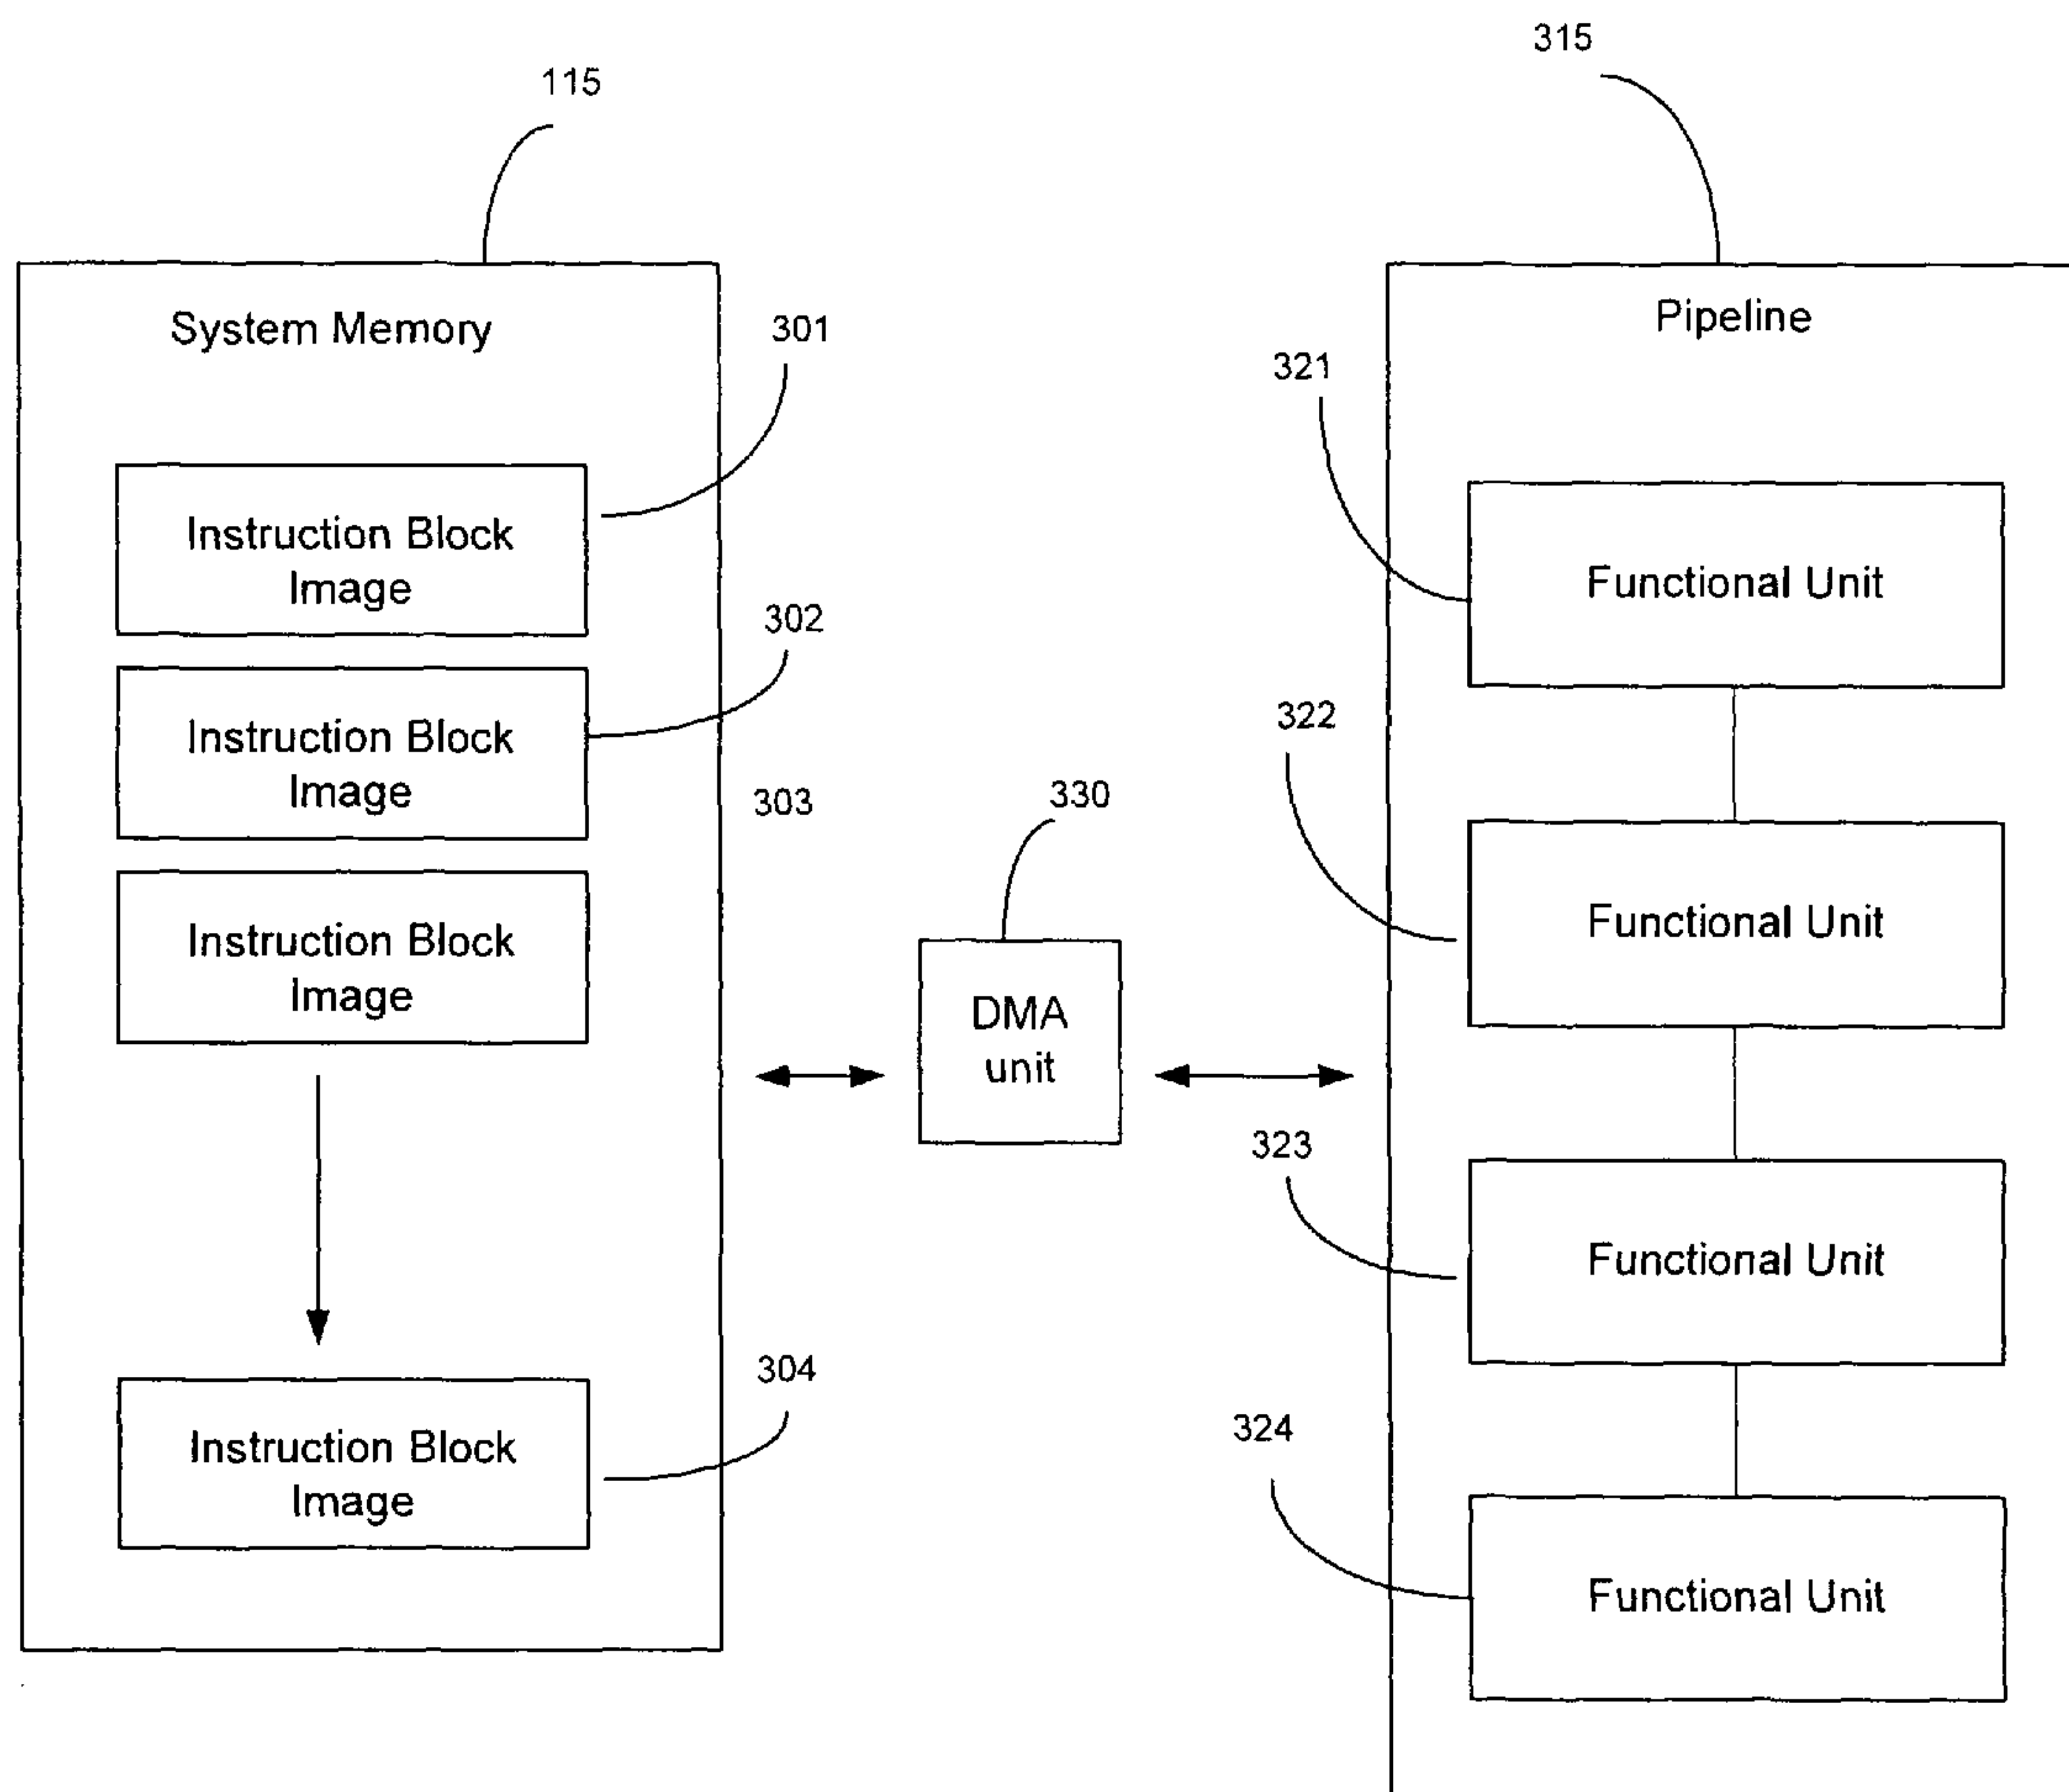 315
115
System Memory
Pipeline
301
321
Instruction Block
Image
Functional Unit
302
322
Instruction Block
Image
303
330
Functional Unit
Instruction Block
Image
DMA
unit
323
Functional Unit
304
324
Instruction Block
Image
Functional Unit